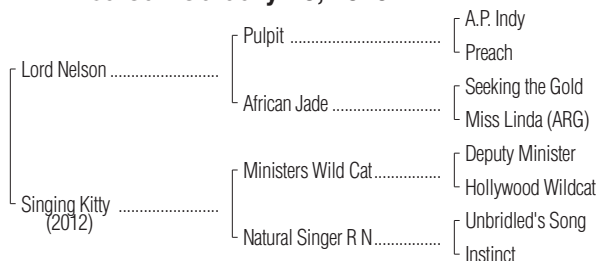 A.P. Indy
Pulpit ..............................
Preach
Lord Nelson ......................
Seeking the Gold
African Jade ......................
Miss Linda (ARG)
Deputy Minister
Ministers Wild Cat..............
Hollywood Wildcat
Singing Kitty ....................
(2012)
Unbridled's Song
Natural Singer R N..............
Instinct